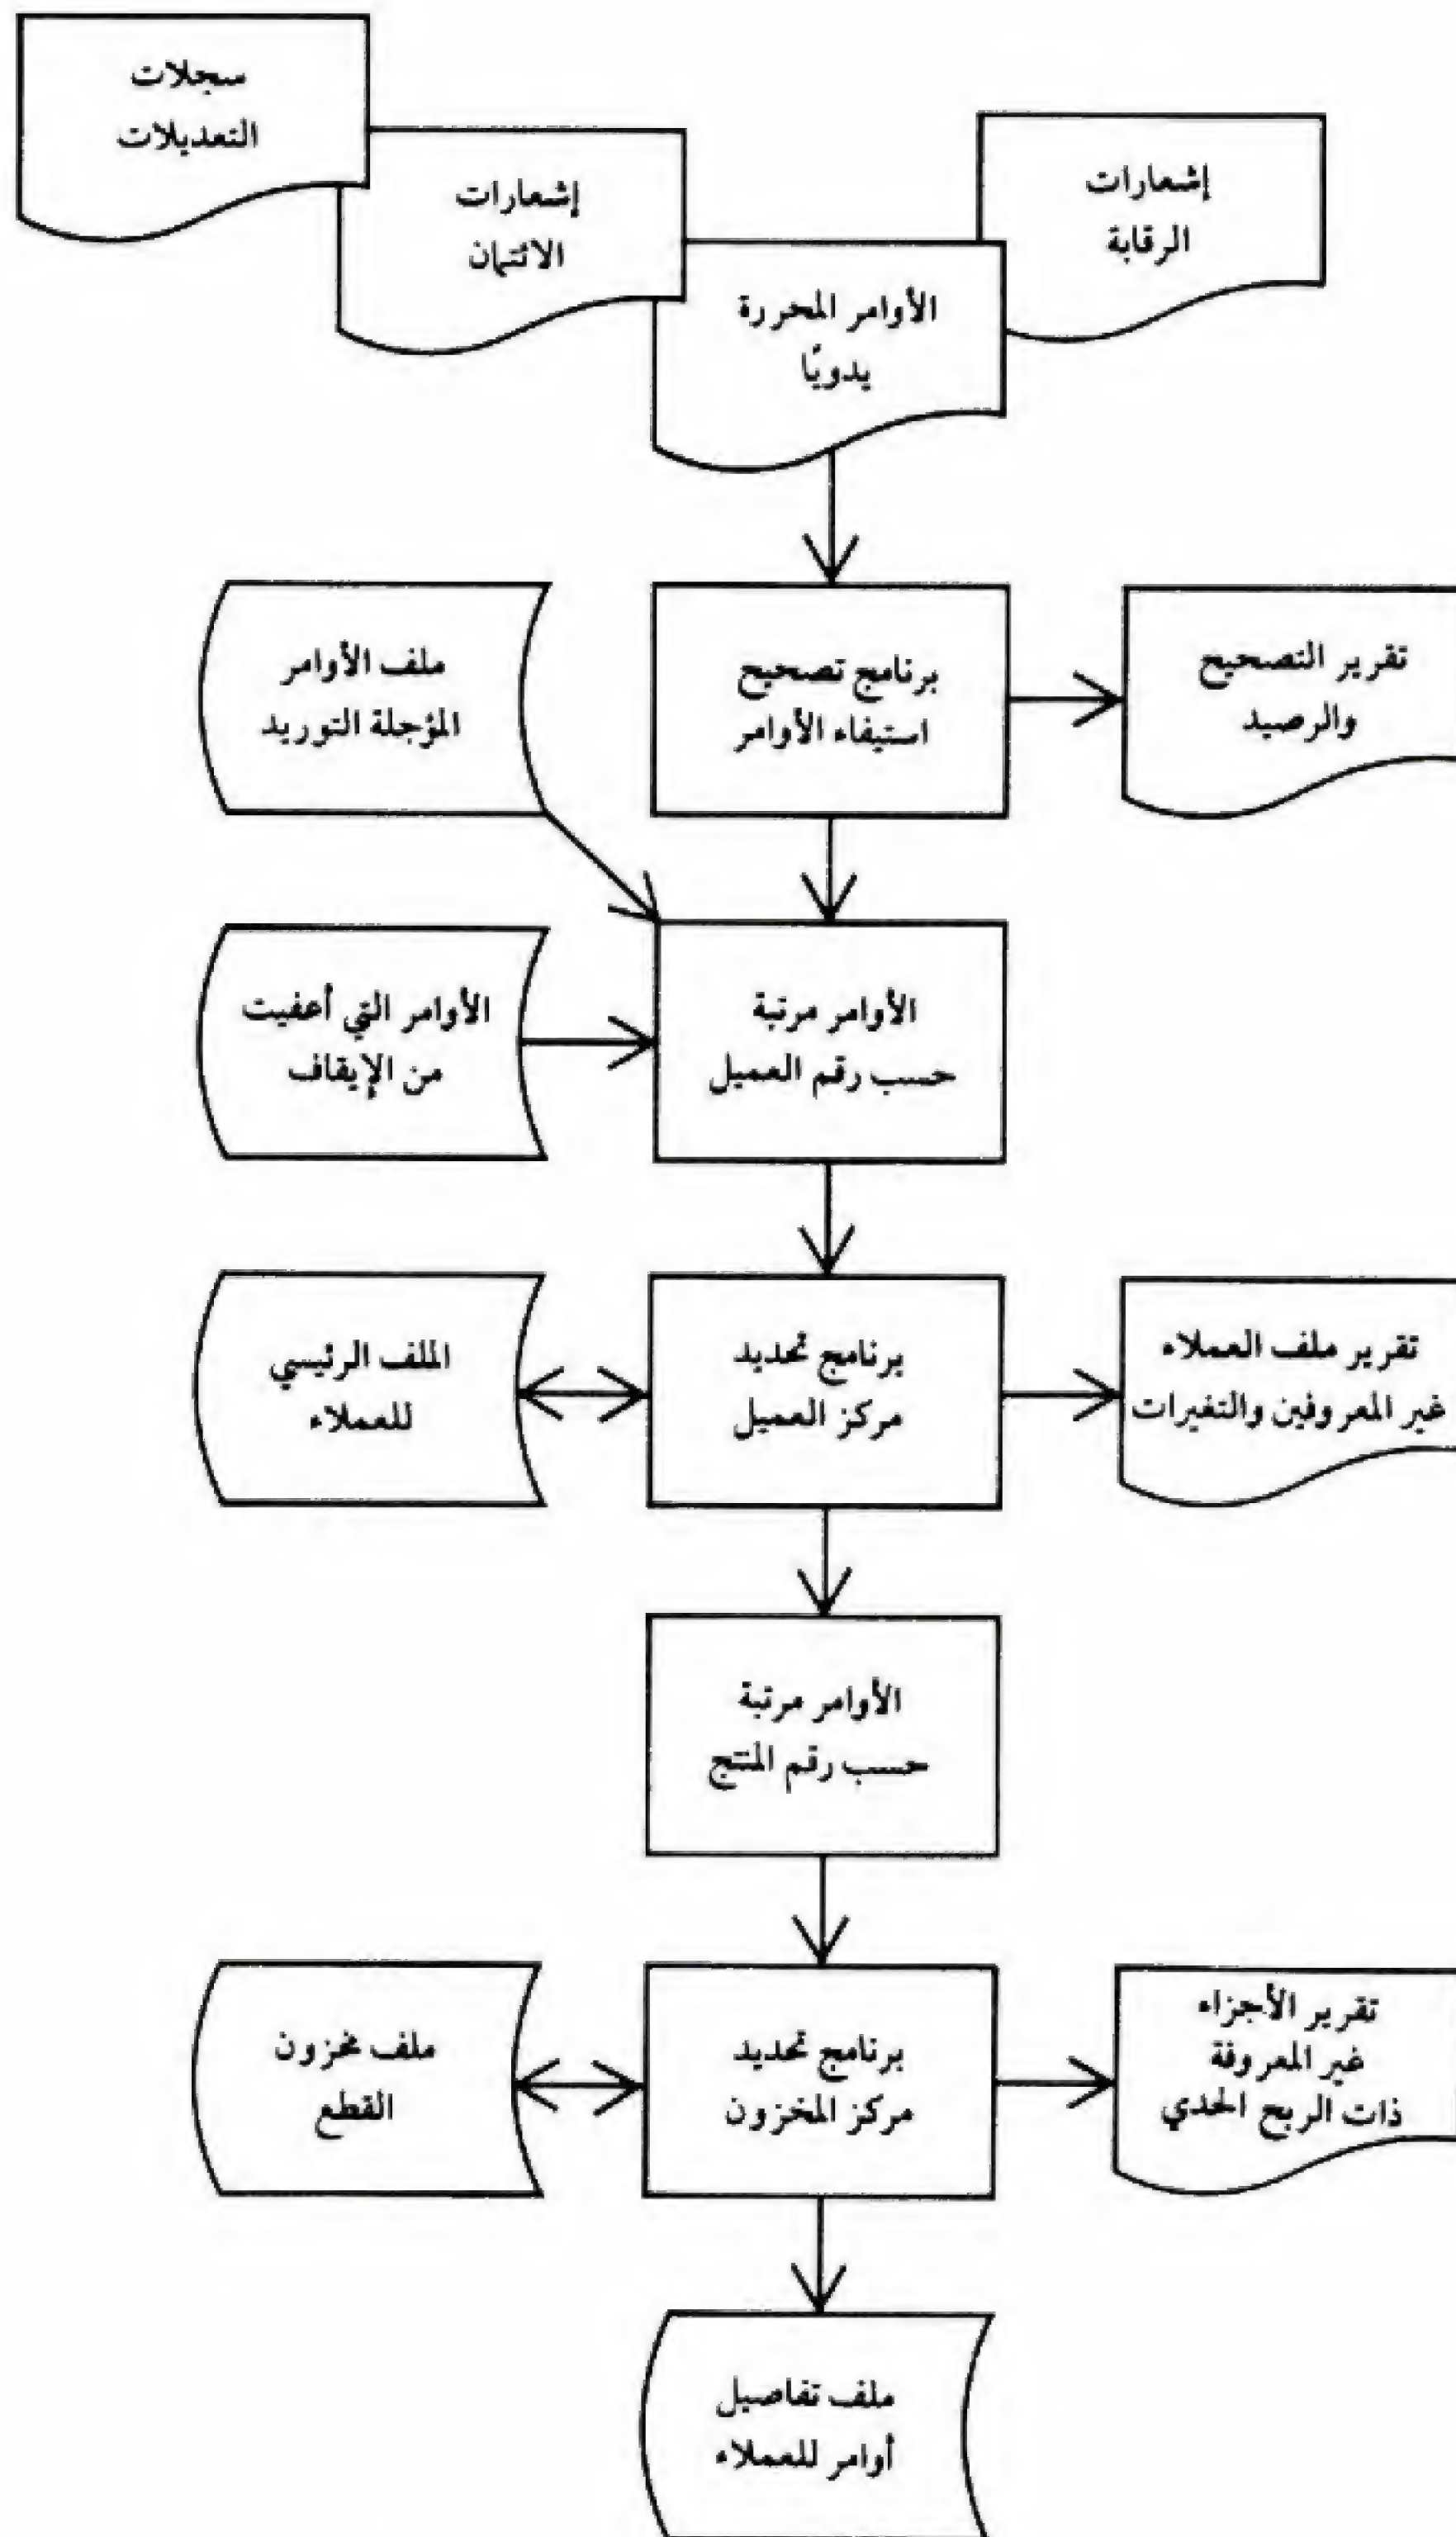 سجلات
التعديلات
إشعارات
الائتمان
الأوامر المحررة
يدويًا
إشعارات
الرقابة
ملف الأوامر
المؤجلة التوريد
برنامج تصحيح
استيفاء الأوامر
تقرير التصحيح
والرصيد
الأوامر التي أعفيت
من الإيقاف
الأوامر مرتبة
حسب رقم العميل
الملف الرئيسي
للعملاء
برنامج تحديد
مركز العميل
تقرير ملف العملاء
غير المعروفين والتغيرات
الأوامر مرتبة
حسب رقم المنتج
ملف مخزون
القطع
برنامج تحديد
مركز المخزون
تقرير الأجزاء
غير المعروفة
ذات الربح الحدي
ملف تفاصيل
أوامر للعملاء